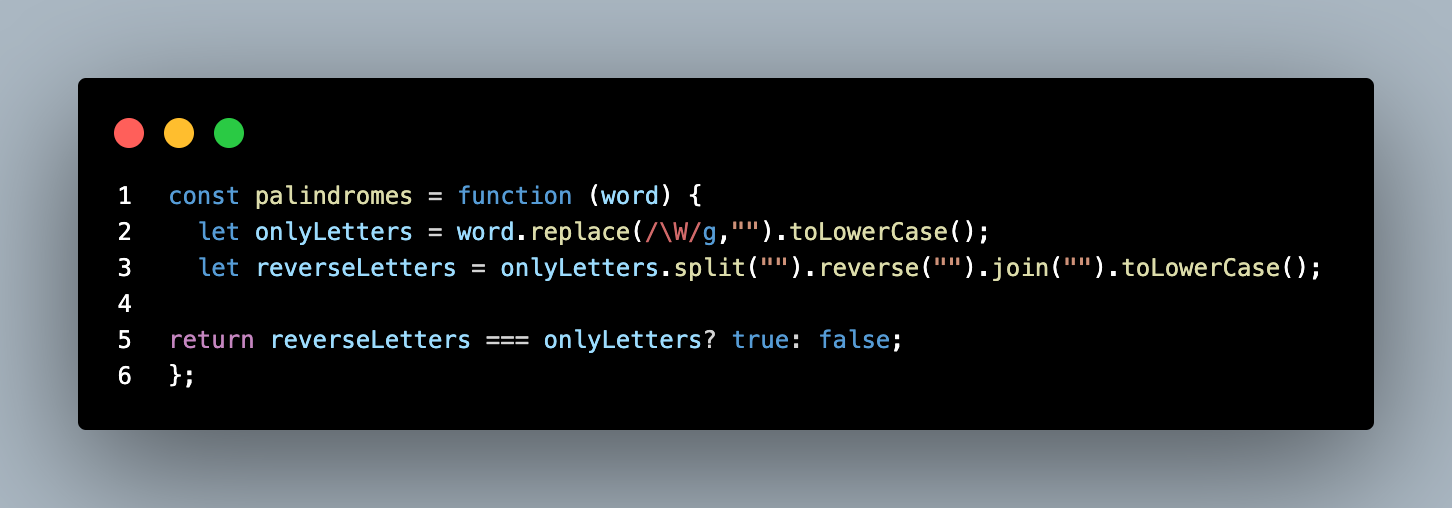 1 const palindromes = function (word) {
2   let onlyLetters = word.replace(/\W/g,"").toLowerCase();
3   let reverseLetters = onlyLetters.split("").reverse("").join("").toLowerCase();
4
5 return reverseLetters === onlyLetters? true: false;
6 };